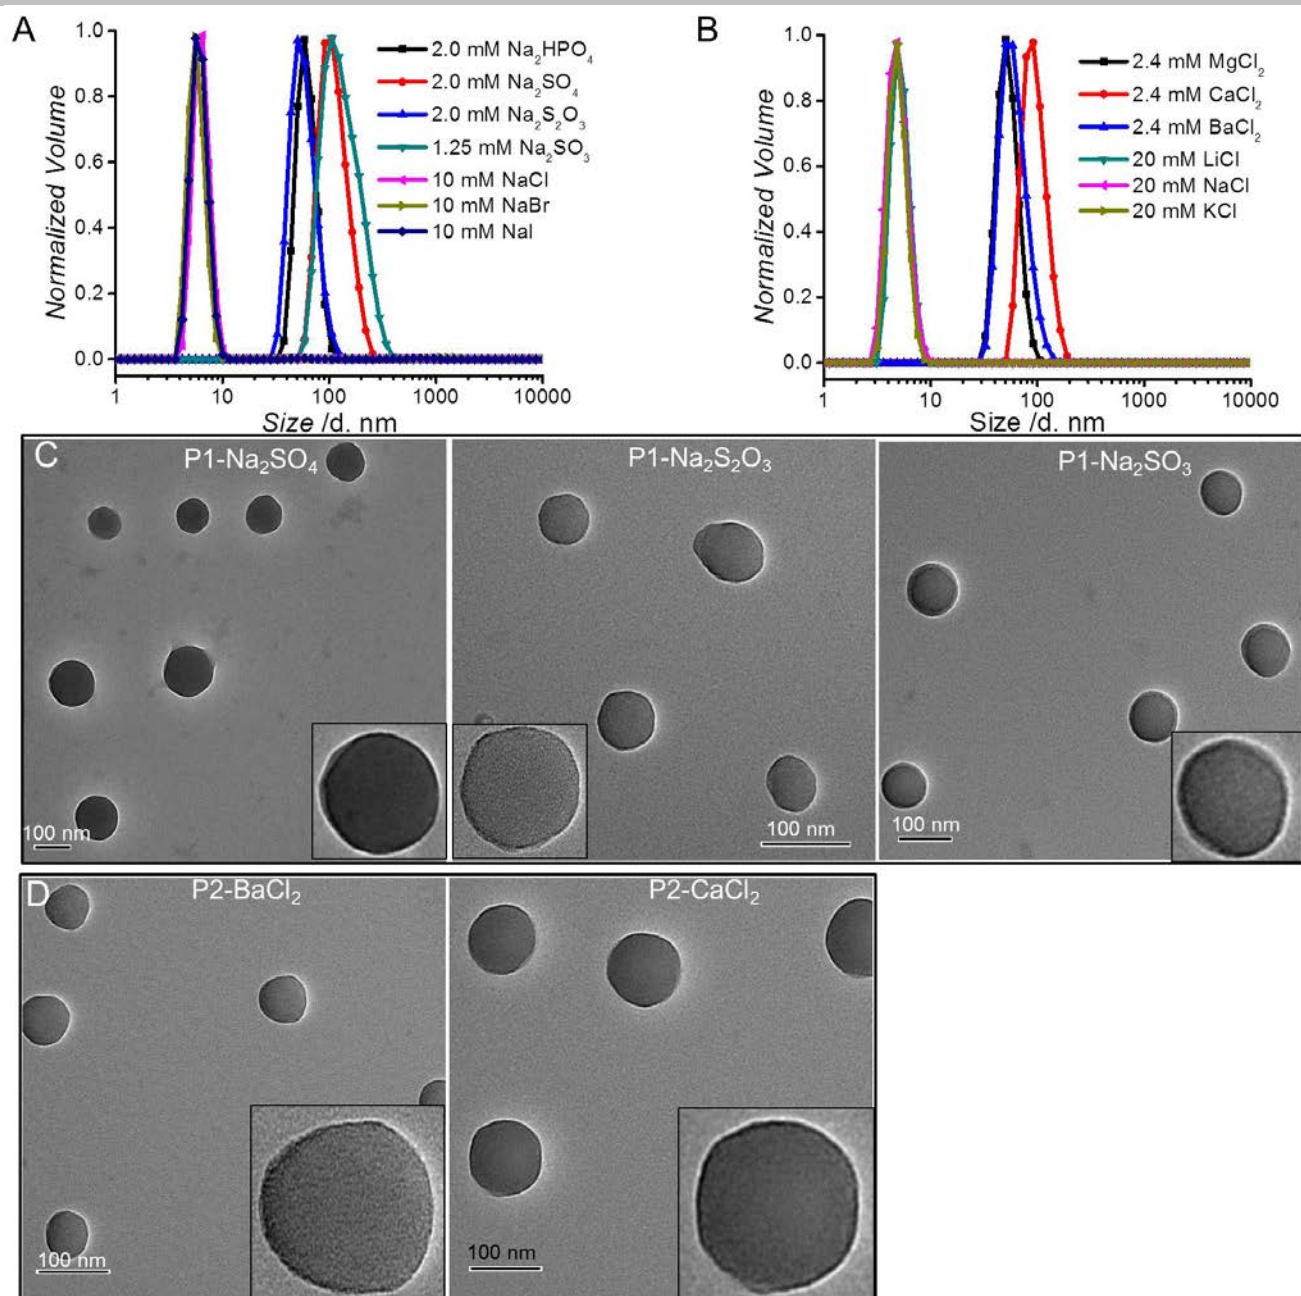 A
B
1.0
0.8
0.6
0.4
0.2
0.0
Normalized Volume
1 10 100 1000 10000
Size /d. nm
2.0 mM Na₂HPO₄
2.0 mM Na₂SO₄
2.0 mM Na₂S₂O₃
1.25 mM Na₂SO₃
10 mM NaCl
10 mM NaBr
10 mM NaI
1.0
0.8
0.6
0.4
0.2
0.0
Normalized Volume
1 10 100 1000 10000
Size /d. nm
2.4 mM MgCl₂
2.4 mM CaCl₂
2.4 mM BaCl₂
20 mM LiCl
20 mM NaCl
20 mM KCl
C
P1-Na₂SO₄
100 nm
P1-Na₂S₂O₃
100 nm
P1-Na₂SO₃
100 nm
D
P2-BaCl₂
100 nm
P2-CaCl₂
100 nm